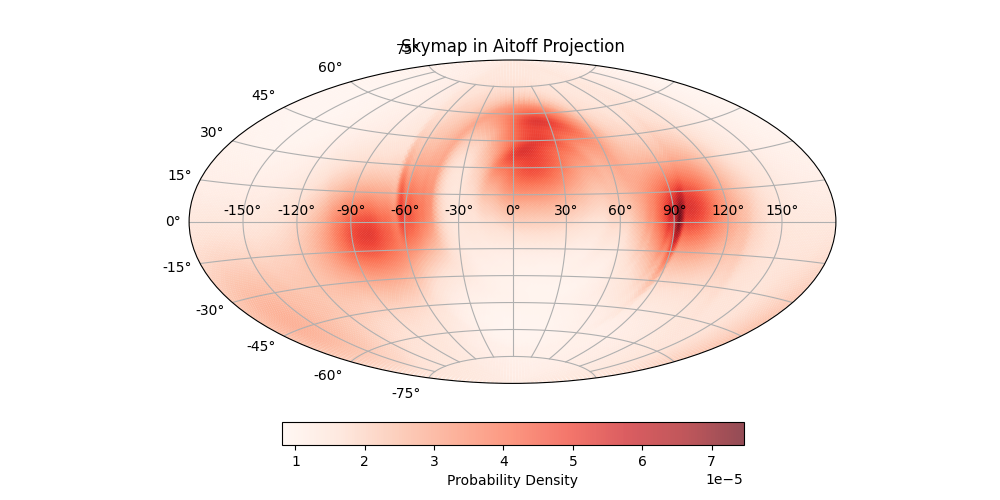 Skymap in Aitoff Projection
75°
60°
45°
30°
15°
-150° -120° -90° -60° -30° 0° 30° 60° 90° 120° 150°
0°
-15°
-30°
-45°
-60°
-75°
1 2 3 4 5 6 7
1e−5
Probability Density